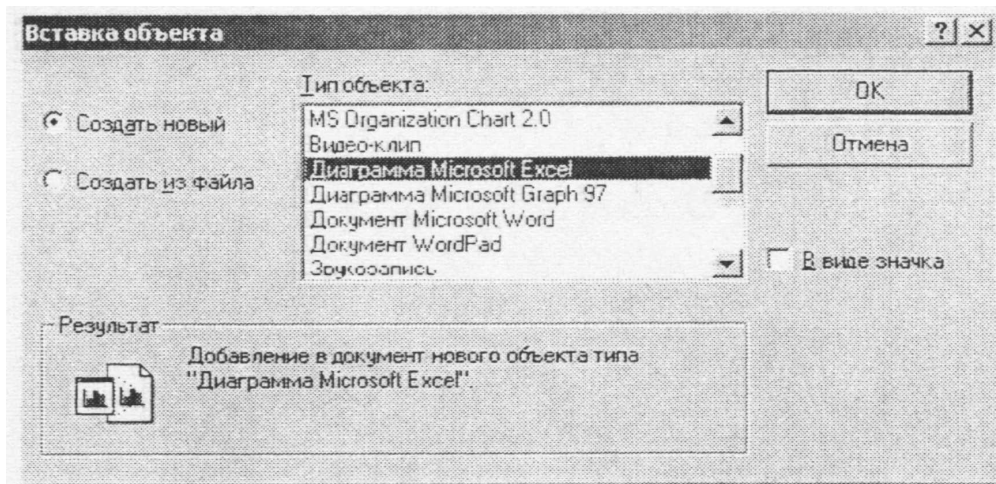 Вставка объекта
? ×
Тип объекта:
Создать новый
Создать из файла
MS Organization Chart 2.0
Видео-клип
Диаграмма Microsoft Excel
Диаграмма Microsoft Graph 97
Документ Microsoft Word
Документ WordPad
Звукозапись
OK
Отмена
В виде значка
Результат
Добавление в документ нового объекта типа
"Диаграмма Microsoft Excel".